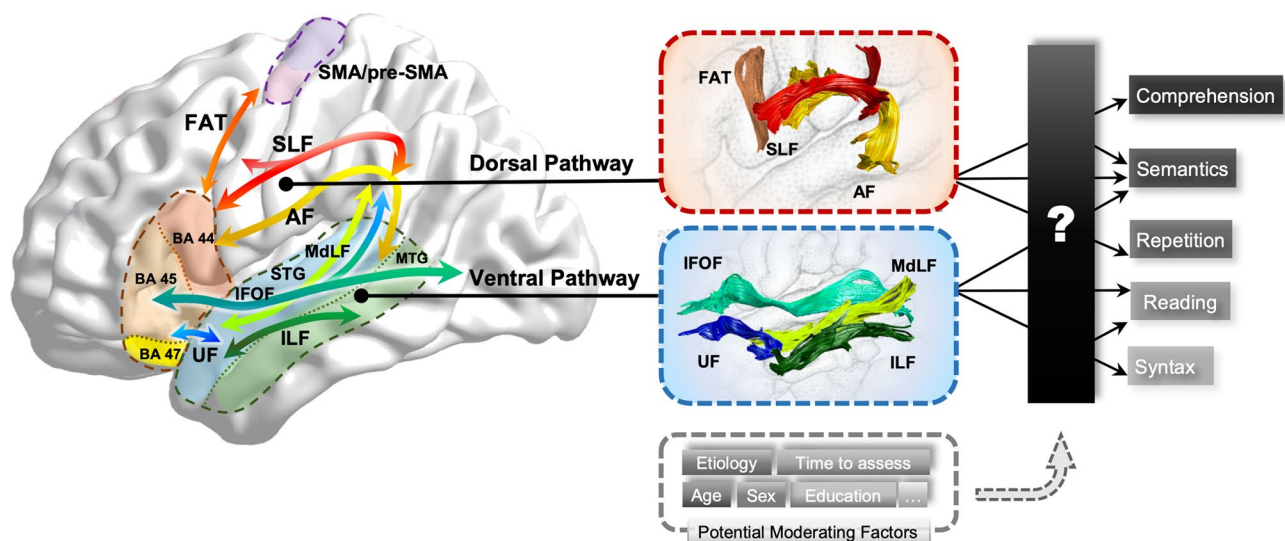 SMA/pre-SMA
FAT
SLF
Dorsal Pathway
AF
BA 44
MdLF
MTG
BA 45
STG
IFOF
Ventral Pathway
BA 47
UF
ILF
FAT
SLF
AF
IFOF
MdLF
UF
ILF
Etiology
Time to assess
Age
Sex
Education
...
Potential Moderating Factors
?
Comprehension
Semantics
Repetition
Reading
Syntax